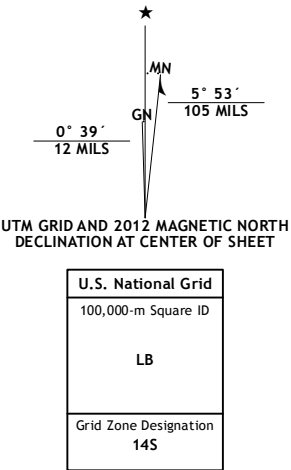 ★
MN
5° 53´
105 MILS
GN
0° 39´
12 MILS
UTM GRID AND 2012 MAGNETIC NORTH
DECLINATION AT CENTER OF SHEET
U.S. National Grid
100,000-m Square ID
LB
Grid Zone Designation
14S